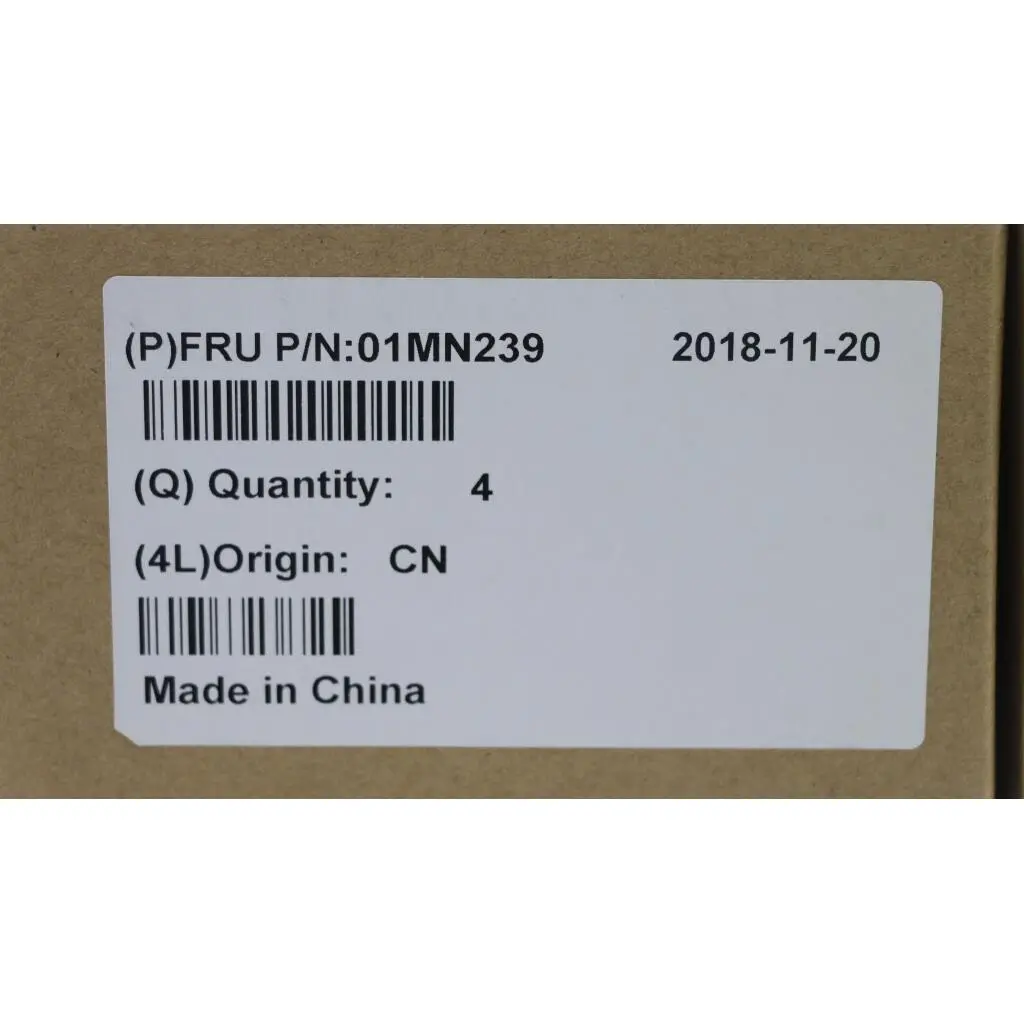 (P)FRU P/N:01MN239 2018-11-20
(Q) Quantity: 4
(4L)Origin: CN
Made in China